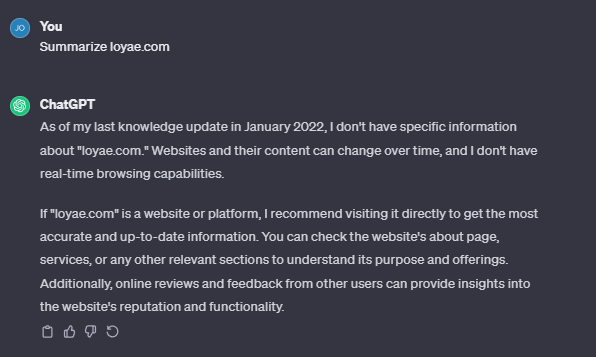 JO
You
Summarize loyae.com
ChatGPT
As of my last knowledge update in January 2022, I don't have specific information
about "loyae.com." Websites and their content can change over time, and I don't have
real-time browsing capabilities.
If "loyae.com" is a website or platform, I recommend visiting it directly to get the most
accurate and up-to-date information. You can check the website's about page,
services, or any other relevant sections to understand its purpose and offerings.
Additionally, online reviews and feedback from other users can provide insights into
the website's reputation and functionality.